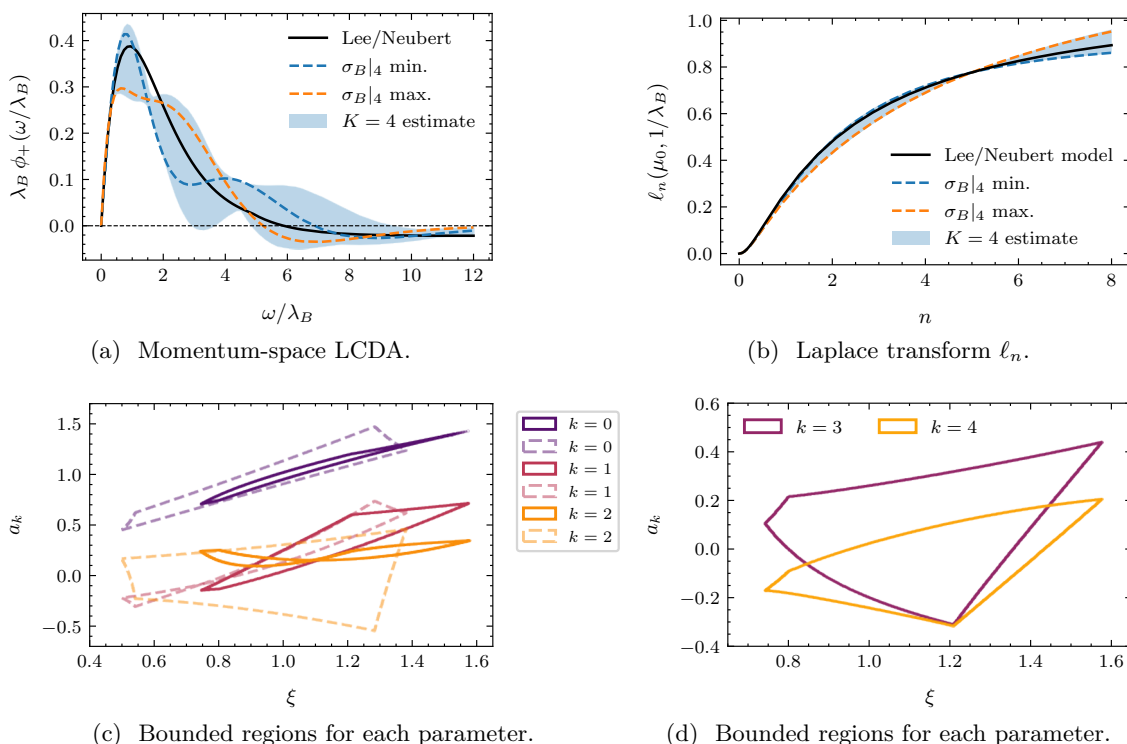 0.4
0.3
0.2
0.1
0.0
0 2 4 6 8 10 12
λ_B ϕ_+(ω/λ_B)
ω/λ_B
Lee/Neubert
σ_B|_4 min.
σ_B|_4 max.
K = 4 estimate
(a) Momentum-space LCDA.
1.0
0.8
0.6
0.4
0.2
0.0
0 2 4 6 8
ℓ_n(μ_0, 1/λ_B)
n
Lee/Neubert model
σ_B|_4 min.
σ_B|_4 max.
K = 4 estimate
(b) Laplace transform ℓ_n.
1.5
1.0
0.5
0.0
−0.5
0.4 0.6 0.8 1.0 1.2 1.4 1.6
a_k
ξ
k = 0
k = 0
k = 1
k = 1
k = 2
k = 2
(c) Bounded regions for each parameter.
0.6
0.4
0.2
0.0
−0.2
−0.4
0.8 1.0 1.2 1.4 1.6
a_k
ξ
k = 3 k = 4
(d) Bounded regions for each parameter.